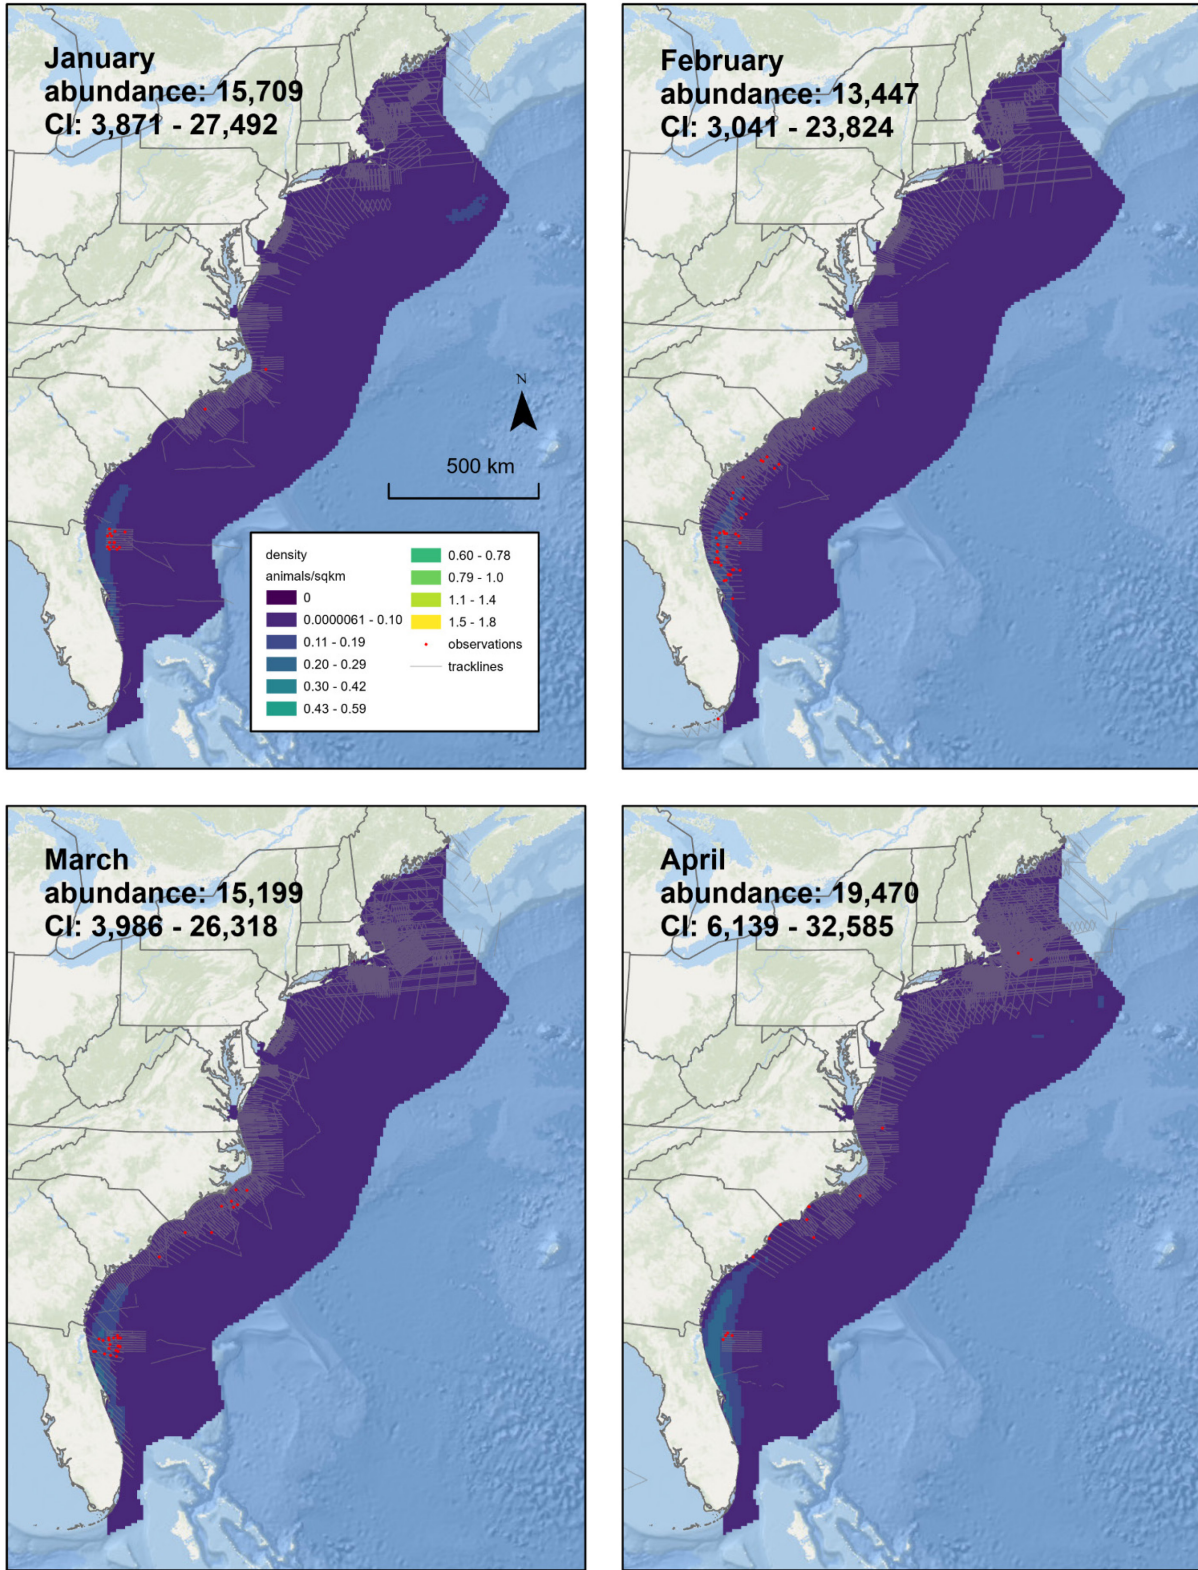 January
abundance: 15,709
CI: 3,871 - 27,492
N
500 km
density
animals/sqkm
0
0.0000061 - 0.10
0.11 - 0.19
0.20 - 0.29
0.30 - 0.42
0.43 - 0.59
0.60 - 0.78
0.79 - 1.0
1.1 - 1.4
1.5 - 1.8
observations
tracklines
February
abundance: 13,447
CI: 3,041 - 23,824
March
abundance: 15,199
CI: 3,986 - 26,318
April
abundance: 19,470
CI: 6,139 - 32,585